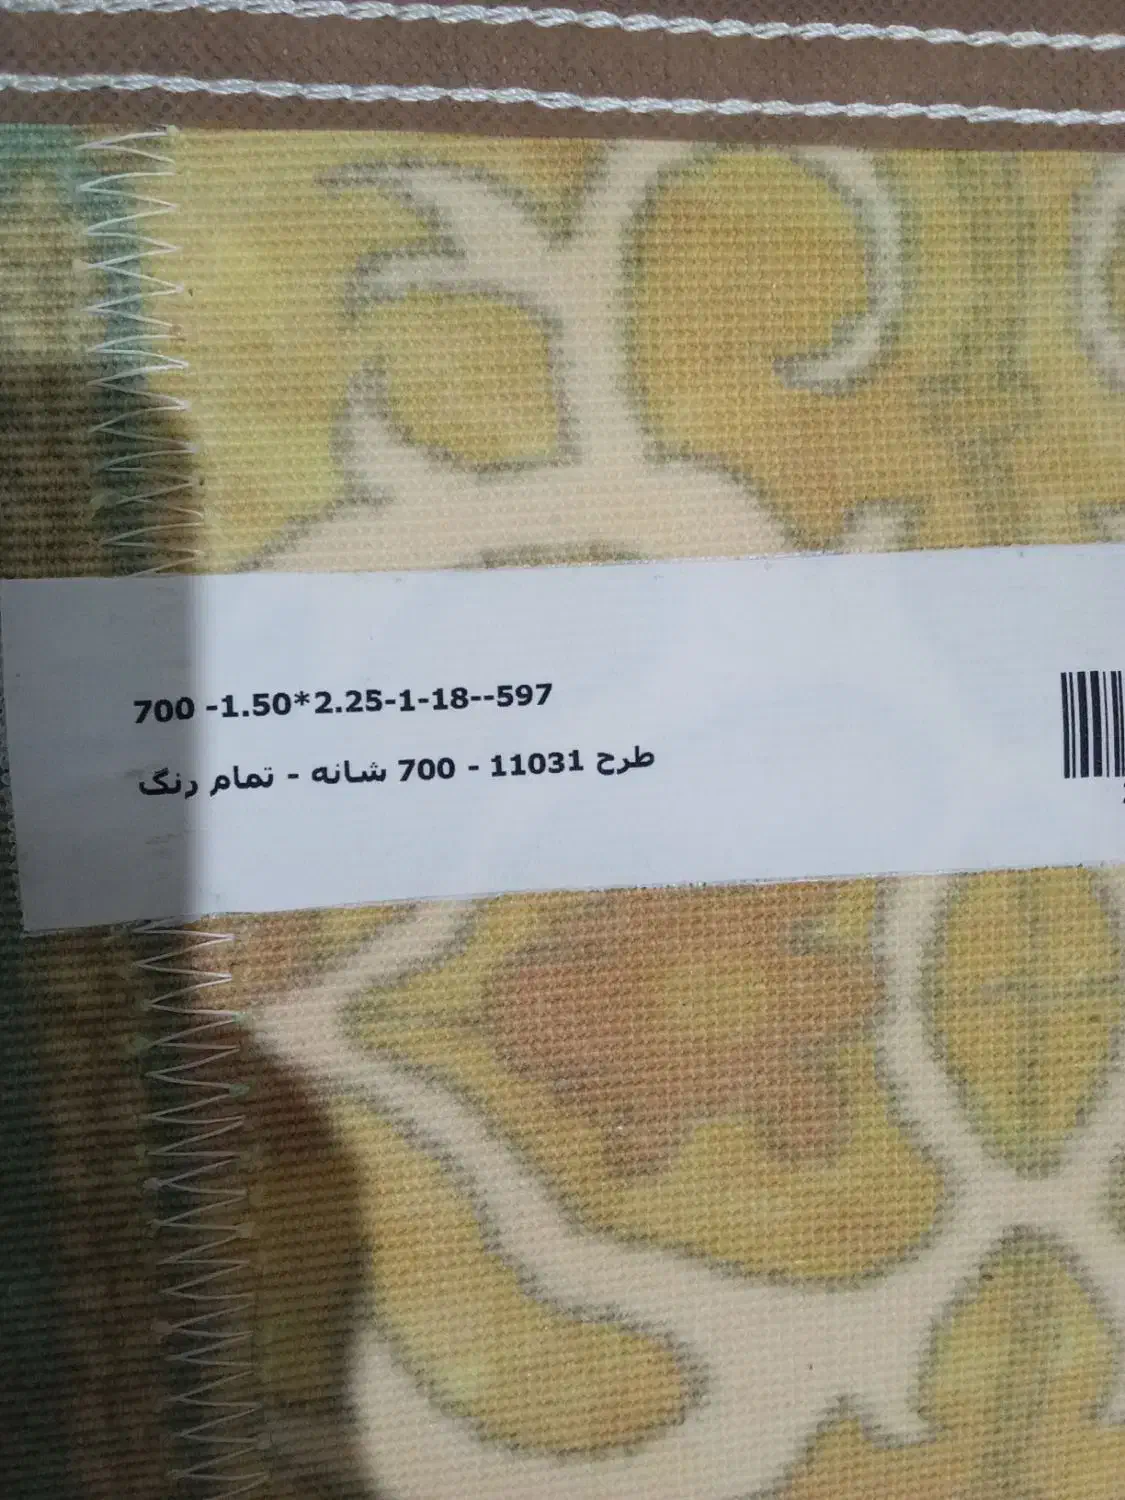 700 -1.50*2.25-1-18--597
طرح 11031 - 700 شانه - تمام رنگ